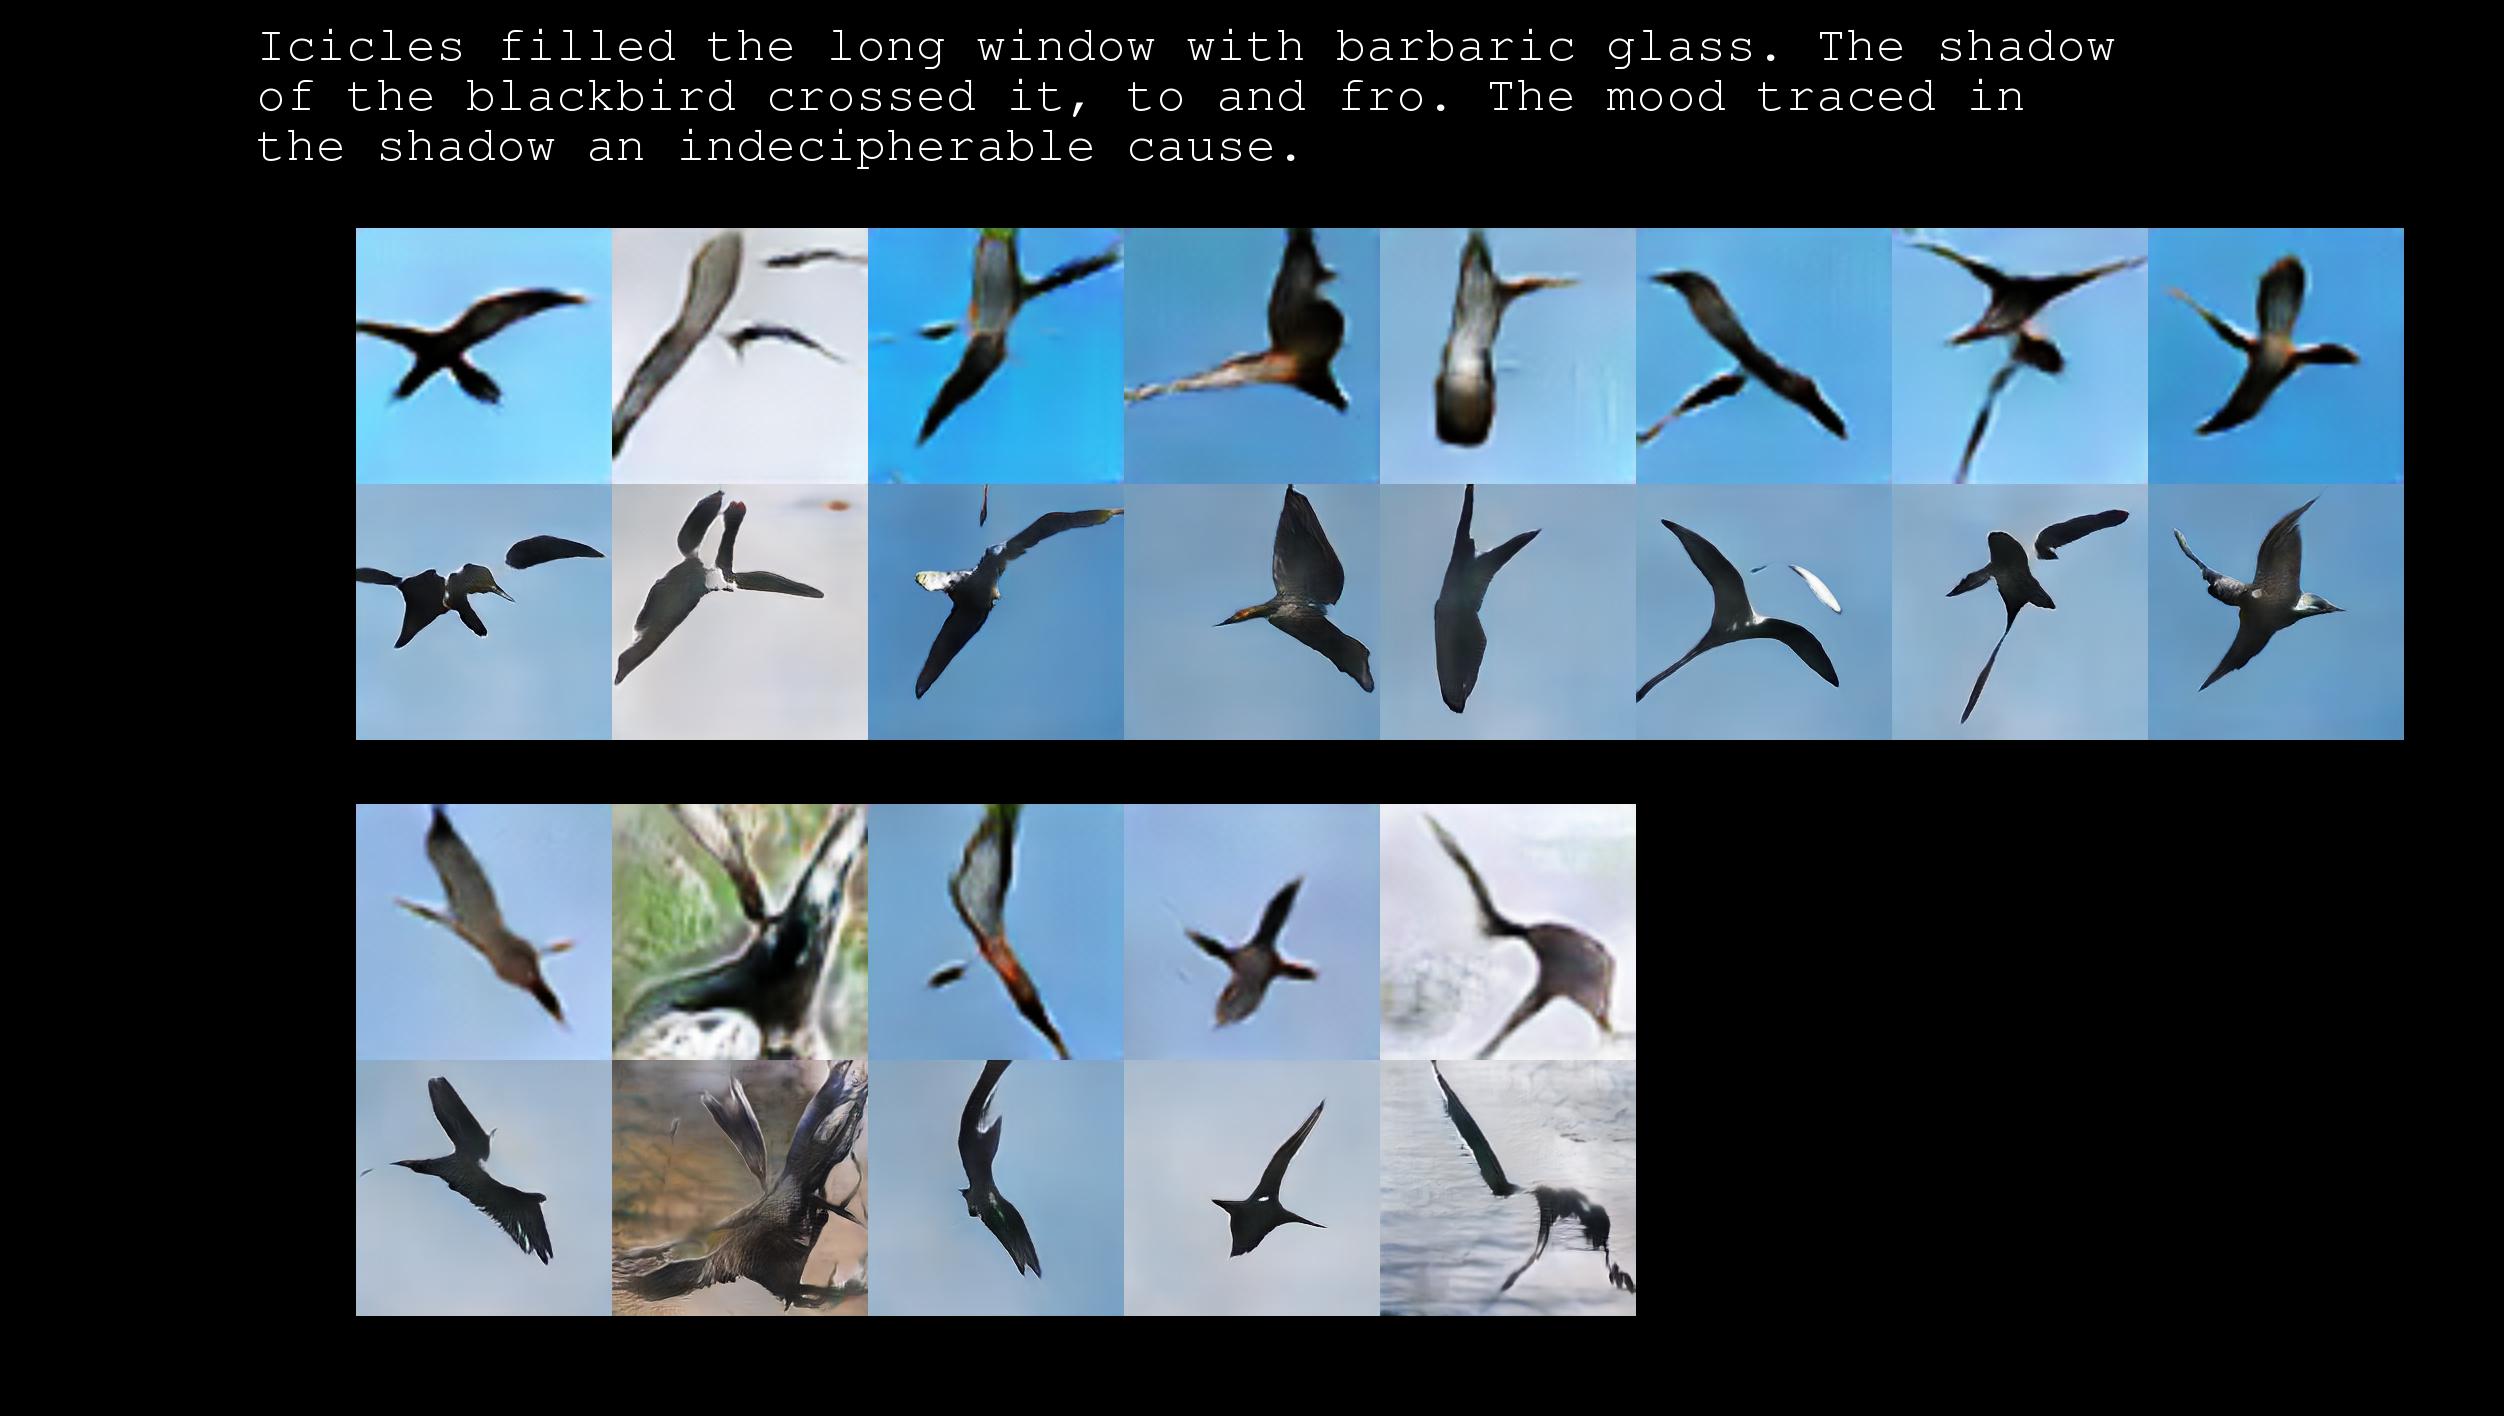 Icicles filled the long window with barbaric glass. The shadow
of the blackbird crossed it, to and fro. The mood traced in
the shadow an indecipherable cause.